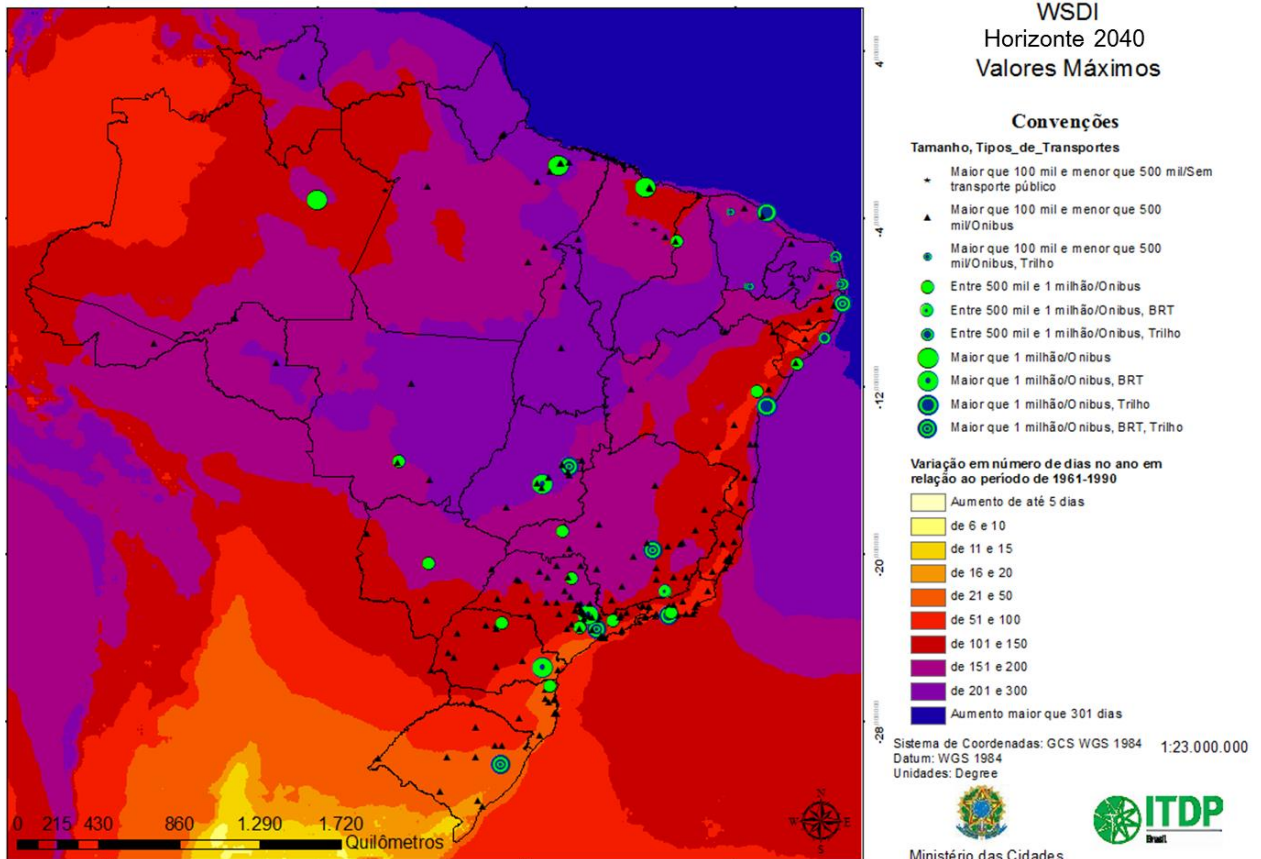 WSDI
Horizonte 2040
Valores Máximos
Convenções
Tamanho, Tipos_de_Transportes
Maior que 100 mil e menor que 500 mil/Sem
transporte público
Maior que 100 mil e menor que 500
mil/Onibus
Maior que 100 mil e menor que 500
mil/Onibus, Trilho
Entre 500 mil e 1 milhão/Onibus
Entre 500 mil e 1 milhão/Onibus, BRT
Entre 500 mil e 1 milhão/Onibus, Trilho
Maior que 1 milhão/Onibus
Maior que 1 milhão/Onibus, BRT
Maior que 1 milhão/Onibus, Trilho
Maior que 1 milhão/Onibus, BRT, Trilho
Variação em número de dias no ano em
relação ao período de 1961-1990
Aumento de até 5 dias
de 6 e 10
de 11 e 15
de 16 e 20
de 21 e 50
de 51 e 100
de 101 e 150
de 151 e 200
de 201 e 300
Aumento maior que 301 dias
Sistema de Coordenadas: GCS WGS 1984 1:23.000.000
Datum: WGS 1984
Unidades: Degree
ITDP
Brasil
Ministério das Cidades
4
-4
-12
-20
-28
N
W E
S
0 215 430 860 1.290 1.720
Quilômetros